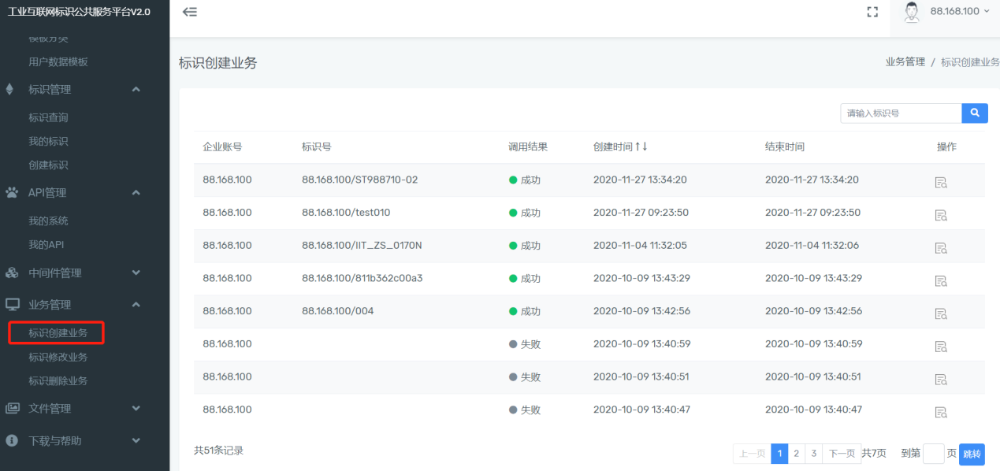 工业互联网标识公共服务平台V2.0
88.168.100
模板分类
用户数据模板
标识管理
标识查询
我的标识
创建标识
API管理
我的系统
我的API
中间件管理
业务管理
标识创建业务
标识修改业务
标识删除业务
文件管理
下载与帮助
标识创建业务
业务管理 / 标识创建业务
请输入标识号
企业账号 标识号 调用结果 创建时间↑↓ 结束时间 操作
88.168.100 88.168.100/ST988710-02 成功 2020-11-27 13:34:20 2020-11-27 13:34:20
88.168.100 88.168.100/test010 成功 2020-11-27 09:23:50 2020-11-27 09:23:50
88.168.100 88.168.100/IIT_ZS_0170N 成功 2020-11-04 11:32:05 2020-11-04 11:32:06
88.168.100 88.168.100/811b362c00a3 成功 2020-10-09 13:43:29 2020-10-09 13:43:29
88.168.100 88.168.100/004 成功 2020-10-09 13:42:56 2020-10-09 13:42:56
88.168.100 失败 2020-10-09 13:40:59 2020-10-09 13:40:59
88.168.100 失败 2020-10-09 13:40:51 2020-10-09 13:40:51
88.168.100 失败 2020-10-09 13:40:47 2020-10-09 13:40:47
共51条记录
上一页 1 2 3 下一页 共7页 到第 页 跳转